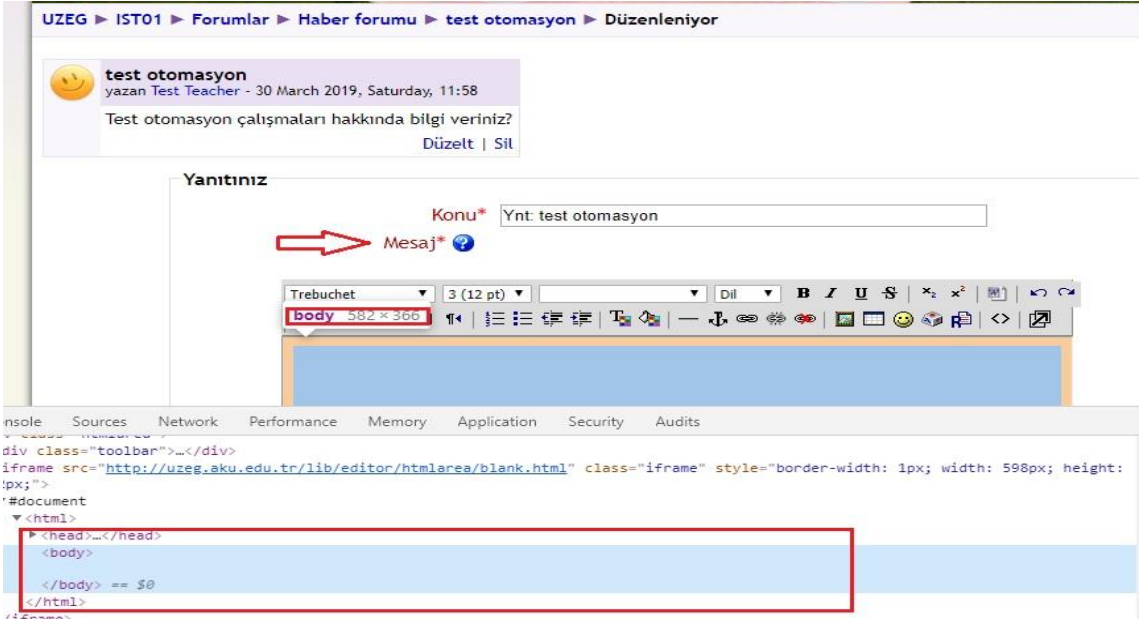 UZEG ► IST01 ► Forumlar ► Haber forumu ► test otomasyon ► Düzenleniyor
test otomasyon
yazan Test Teacher - 30 March 2019, Saturday, 11:58
Test otomasyon çalışmaları hakkında bilgi veriniz?
Düzelt | Sil
Yanıtınız
Konu* Ynt: test otomasyon
Mesaj*
Trebuchet 3 (12 pt) Dil B I U S x₂ x²
body 582 × 366
nsole Sources Network Performance Memory Application Security Audits
div class="toolbar">…</div>
iframe src="http://uzeg.aku.edu.tr/lib/editor/htmlarea/blank.html" class="iframe" style="border-width: 1px; width: 598px; height:
px;">
#document
▼<html>
▶<head>…</head>
<body>
</body> == $0
</html>
/iframe>